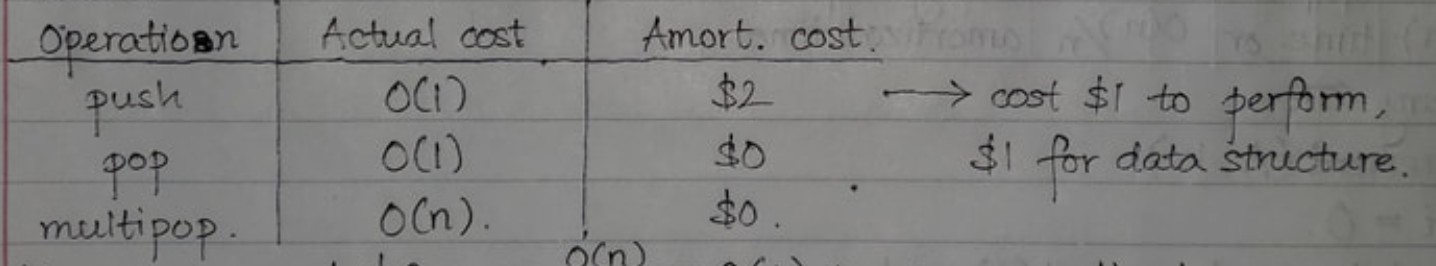 Operation Actual cost Amort. cost.
push O(1) $2 → cost $1 to perform,
pop O(1) $0 $1 for data structure.
multipop. O(n). $0.
O(n)